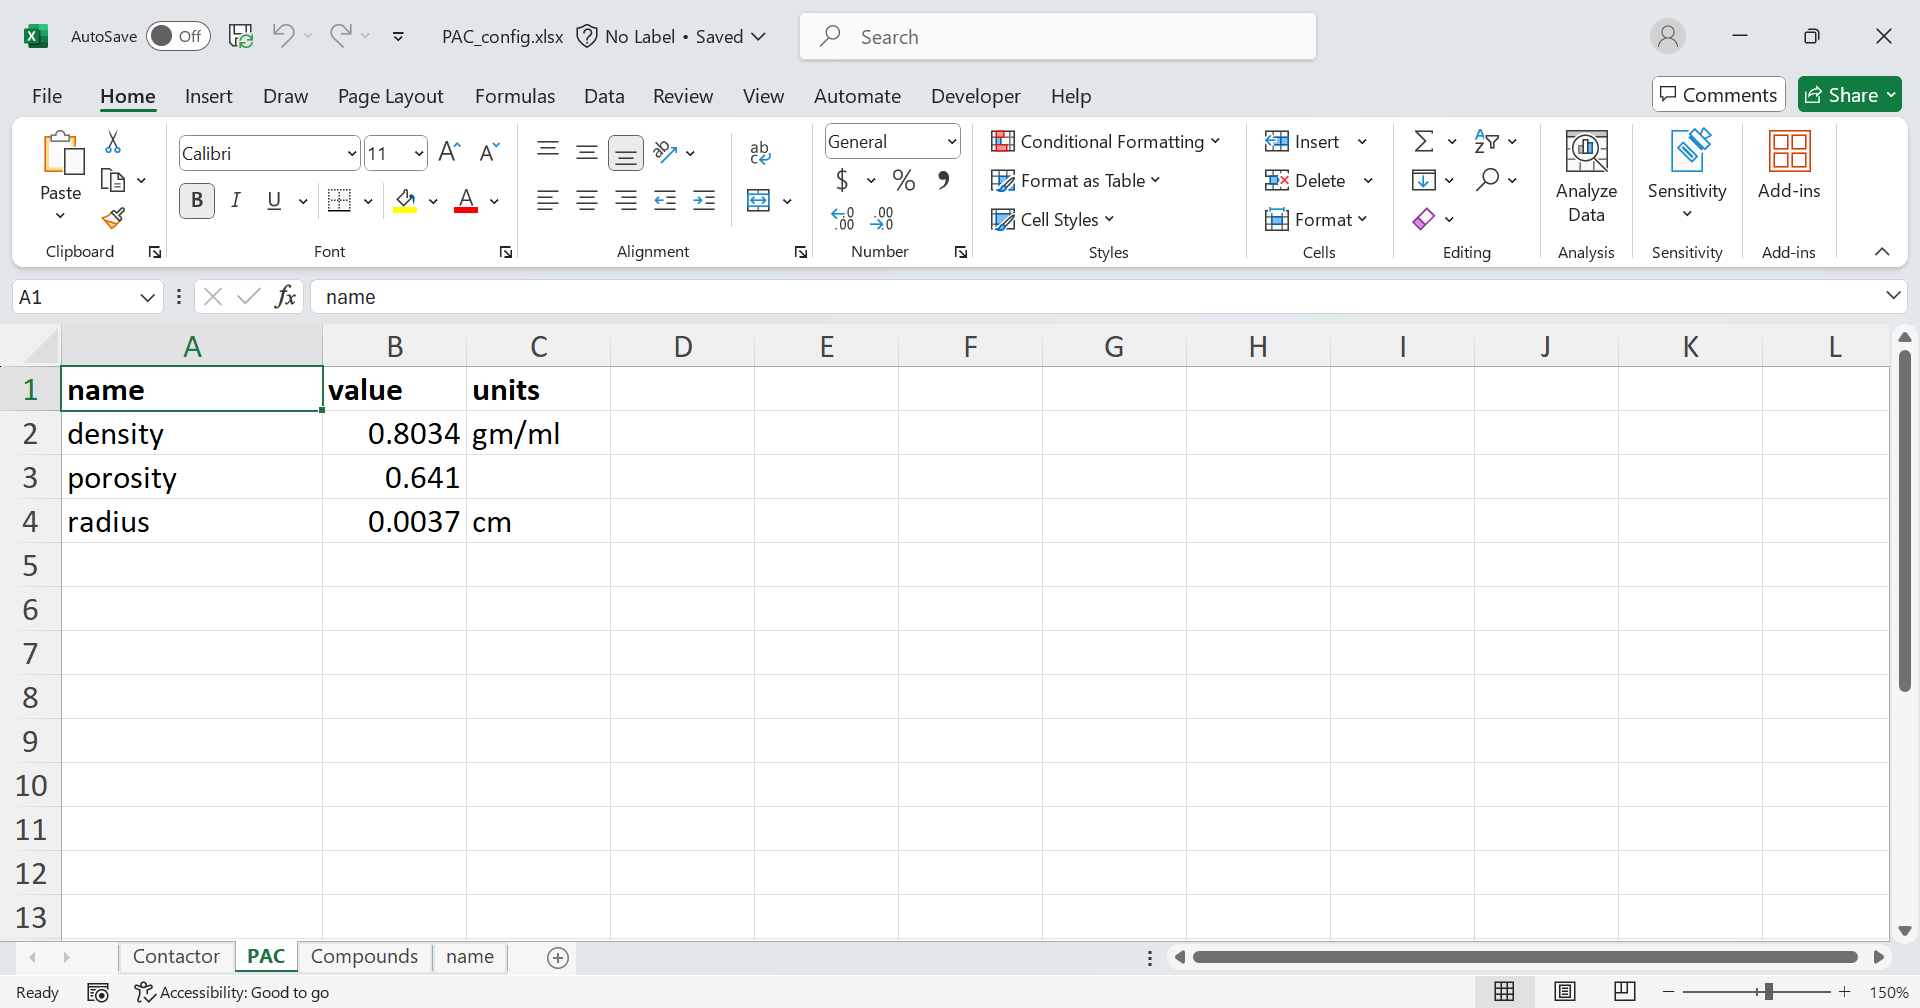 AutoSave Off PAC_config.xlsx No Label • Saved Search
File Home Insert Draw Page Layout Formulas Data Review View Automate Developer Help Comments Share
Paste
Clipboard
Calibri 11
B I U A
Font
ab
Alignment
General
$ % ,
Number
Conditional Formatting
Format as Table
Cell Styles
Styles
Insert
Delete
Format
Cells
Editing
Analyze
Data
Analysis
Sensitivity
Sensitivity
Add-ins
Add-ins
A1 fx name
A B C D E F G H I J K L
1 name value units
2 density 0.8034 gm/ml
3 porosity 0.641
4 radius 0.0037 cm
5
6
7
8
9
10
11
12
13
Contactor PAC Compounds name
Ready Accessibility: Good to go 150%